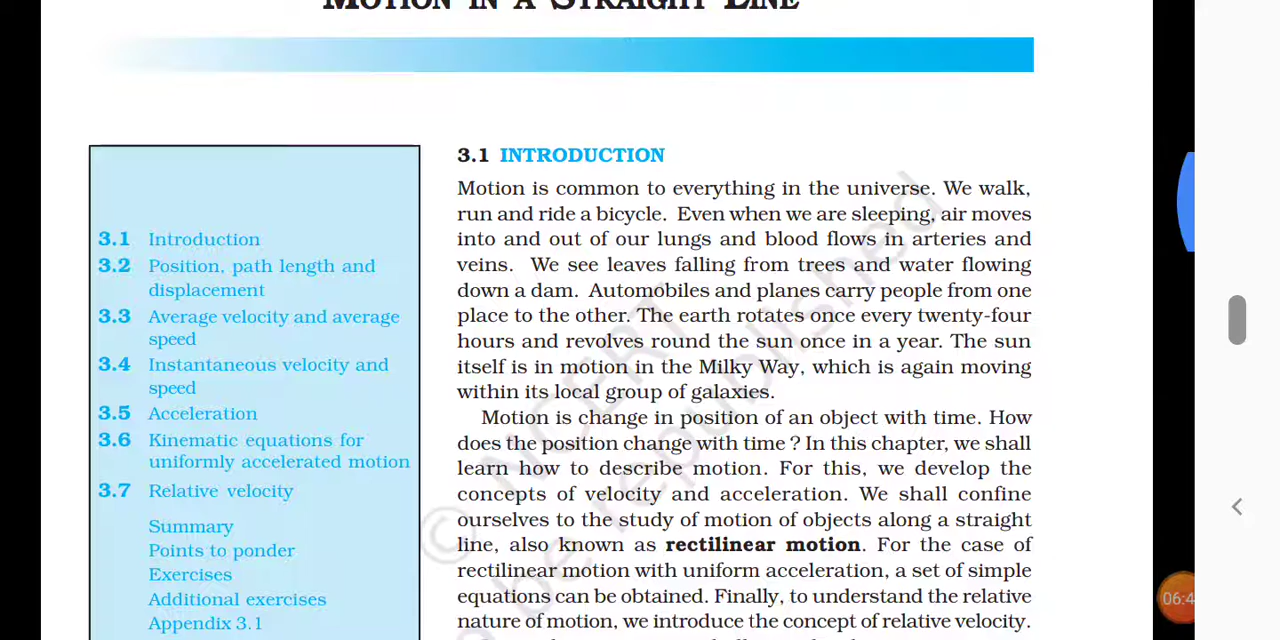 MOTION IN A STRAIGHT LINE
3.1 Introduction
3.2 Position, path length and
displacement
3.3 Average velocity and average
speed
3.4 Instantaneous velocity and
speed
3.5 Acceleration
3.6 Kinematic equations for
uniformly accelerated motion
3.7 Relative velocity
Summary
Points to ponder
Exercises
Additional exercises
Appendix 3.1
3.1 INTRODUCTION
Motion is common to everything in the universe. We walk,
run and ride a bicycle. Even when we are sleeping, air moves
into and out of our lungs and blood flows in arteries and
veins. We see leaves falling from trees and water flowing
down a dam. Automobiles and planes carry people from one
place to the other. The earth rotates once every twenty-four
hours and revolves round the sun once in a year. The sun
itself is in motion in the Milky Way, which is again moving
within its local group of galaxies.
Motion is change in position of an object with time. How
does the position change with time ? In this chapter, we shall
learn how to describe motion. For this, we develop the
concepts of velocity and acceleration. We shall confine
ourselves to the study of motion of objects along a straight
line, also known as rectilinear motion. For the case of
rectilinear motion with uniform acceleration, a set of simple
equations can be obtained. Finally, to understand the relative
nature of motion, we introduce the concept of relative velocity.
© NCERT
be republished
06:4